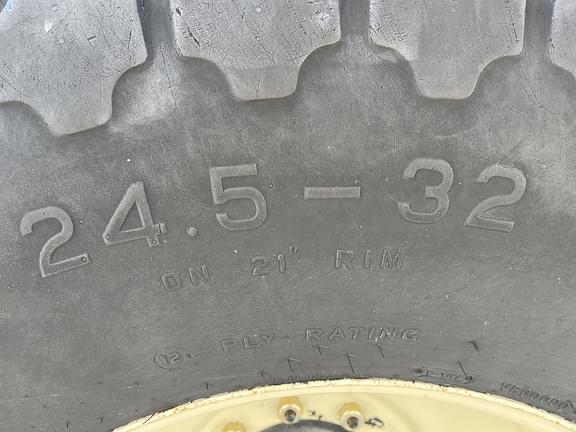 24.5-32
ON 21" RIM
12 PLY RATING